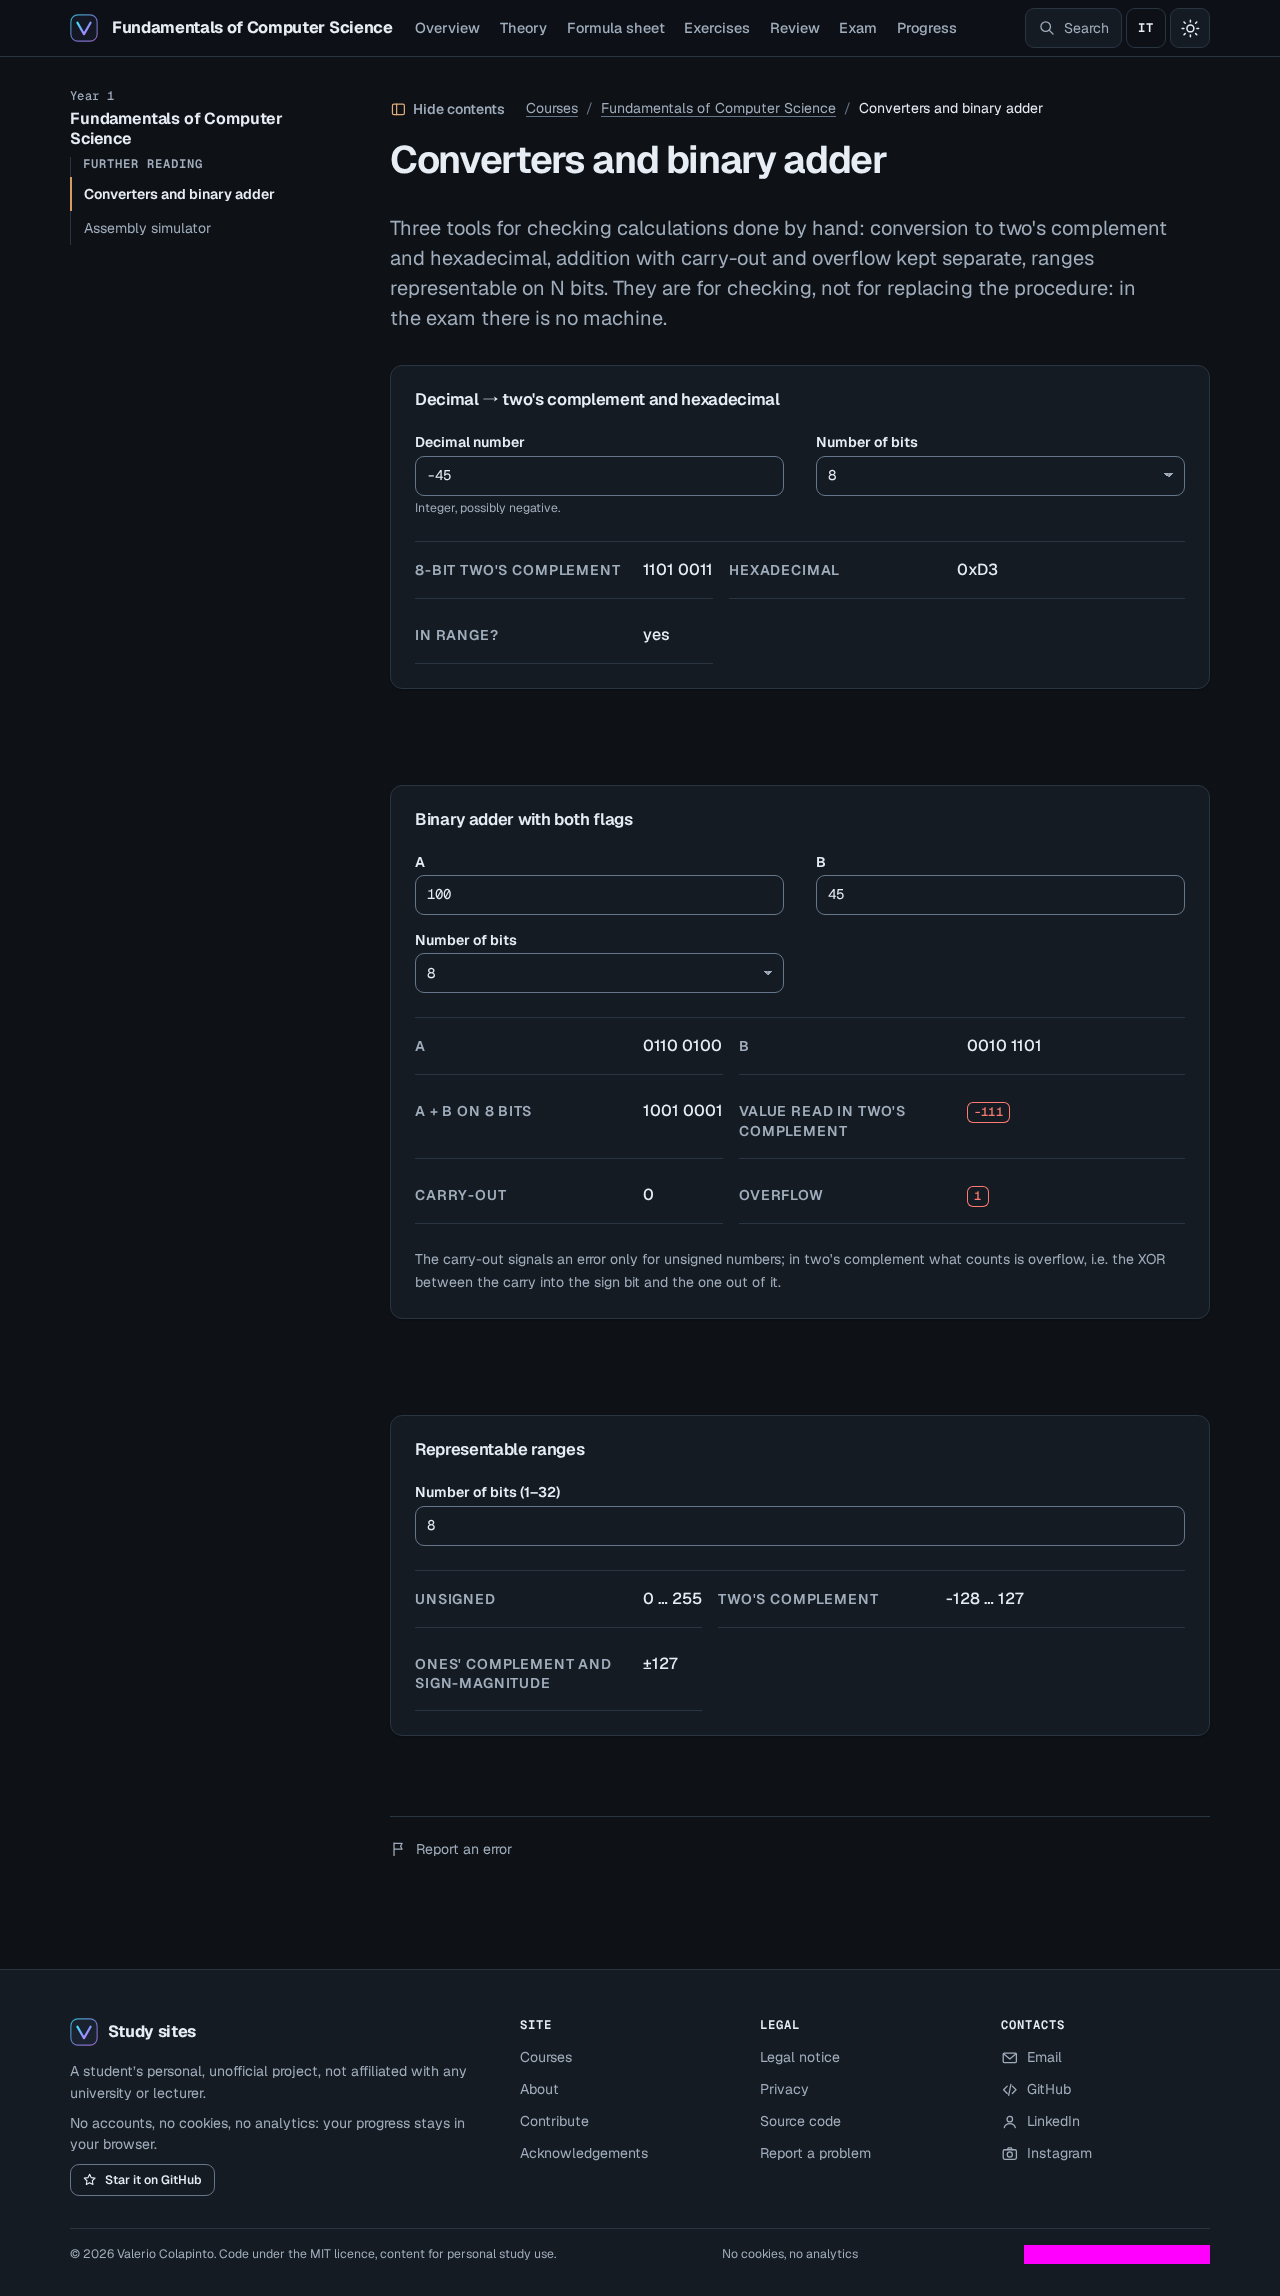 Fundamentals of Computer Science
Overview
Theory
Formula sheet
Exercises
Review
Exam
Progress
Search
IT
Year 1
Fundamentals of Computer
Science
FURTHER READING
Converters and binary adder
Assembly simulator
Hide contents
Courses / Fundamentals of Computer Science / Converters and binary adder
Converters and binary adder
Three tools for checking calculations done by hand: conversion to two's complement
and hexadecimal, addition with carry-out and overflow kept separate, ranges
representable on N bits. They are for checking, not for replacing the procedure: in
the exam there is no machine.
Decimal → two's complement and hexadecimal
Decimal number
Number of bits
-45
8
Integer, possibly negative.
8-BIT TWO'S COMPLEMENT
1101 0011
HEXADECIMAL
0xD3
IN RANGE?
yes
Binary adder with both flags
A
B
100
45
Number of bits
8
A
0110 0100
B
0010 1101
A + B ON 8 BITS
1001 0001
VALUE READ IN TWO'S
COMPLEMENT
-111
CARRY-OUT
0
OVERFLOW
1
The carry-out signals an error only for unsigned numbers; in two's complement what counts is overflow, i.e. the XOR
between the carry into the sign bit and the one out of it.
Representable ranges
Number of bits (1–32)
8
UNSIGNED
0 … 255
TWO'S COMPLEMENT
-128 … 127
ONES' COMPLEMENT AND
SIGN-MAGNITUDE
±127
Report an error
Study sites
A student's personal, unofficial project, not affiliated with any
university or lecturer.
No accounts, no cookies, no analytics: your progress stays in
your browser.
Star it on GitHub
SITE
Courses
About
Contribute
Acknowledgements
LEGAL
Legal notice
Privacy
Source code
Report a problem
CONTACTS
Email
GitHub
LinkedIn
Instagram
© 2026 Valerio Colapinto. Code under the MIT licence, content for personal study use.
No cookies, no analytics